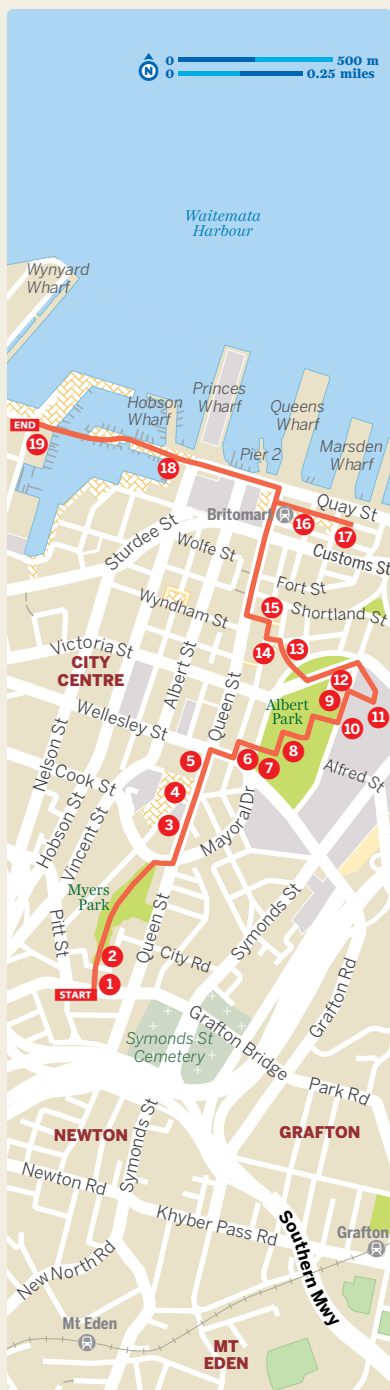 0 500 m
N
0 0.25 miles
Waitemata
Harbour
Wynyard
Wharf
Princes
Wharf
Hobson
Wharf
Queens
Wharf
Marsden
Wharf
END
19
18
Pier 2
Quay St
Britomart
16
17
Sturdee St
Customs St
Wolfe St
Fort St
Wyndham St
15
Shortland St
14
13
Victoria St
CITY
CENTRE
Albert St
Queen St
12
9
Albert
Park
11
10
Wellesley St
Nelson St
8
6
7
5
Alfred St
Cook St
4
Hobson St
Vincent St
3
Mayoral Dr
Myers
Park
Pitt St
Queen St
Symonds St
2
City Rd
1
START
Grafton Rd
Symonds St
Cemetery
Grafton Bridge
Park Rd
NEWTON
GRAFTON
Symonds St
Newton Rd
Khyber Pass Rd
Southern Mwy
Grafton
New North Rd
Mt Eden
MT
EDEN